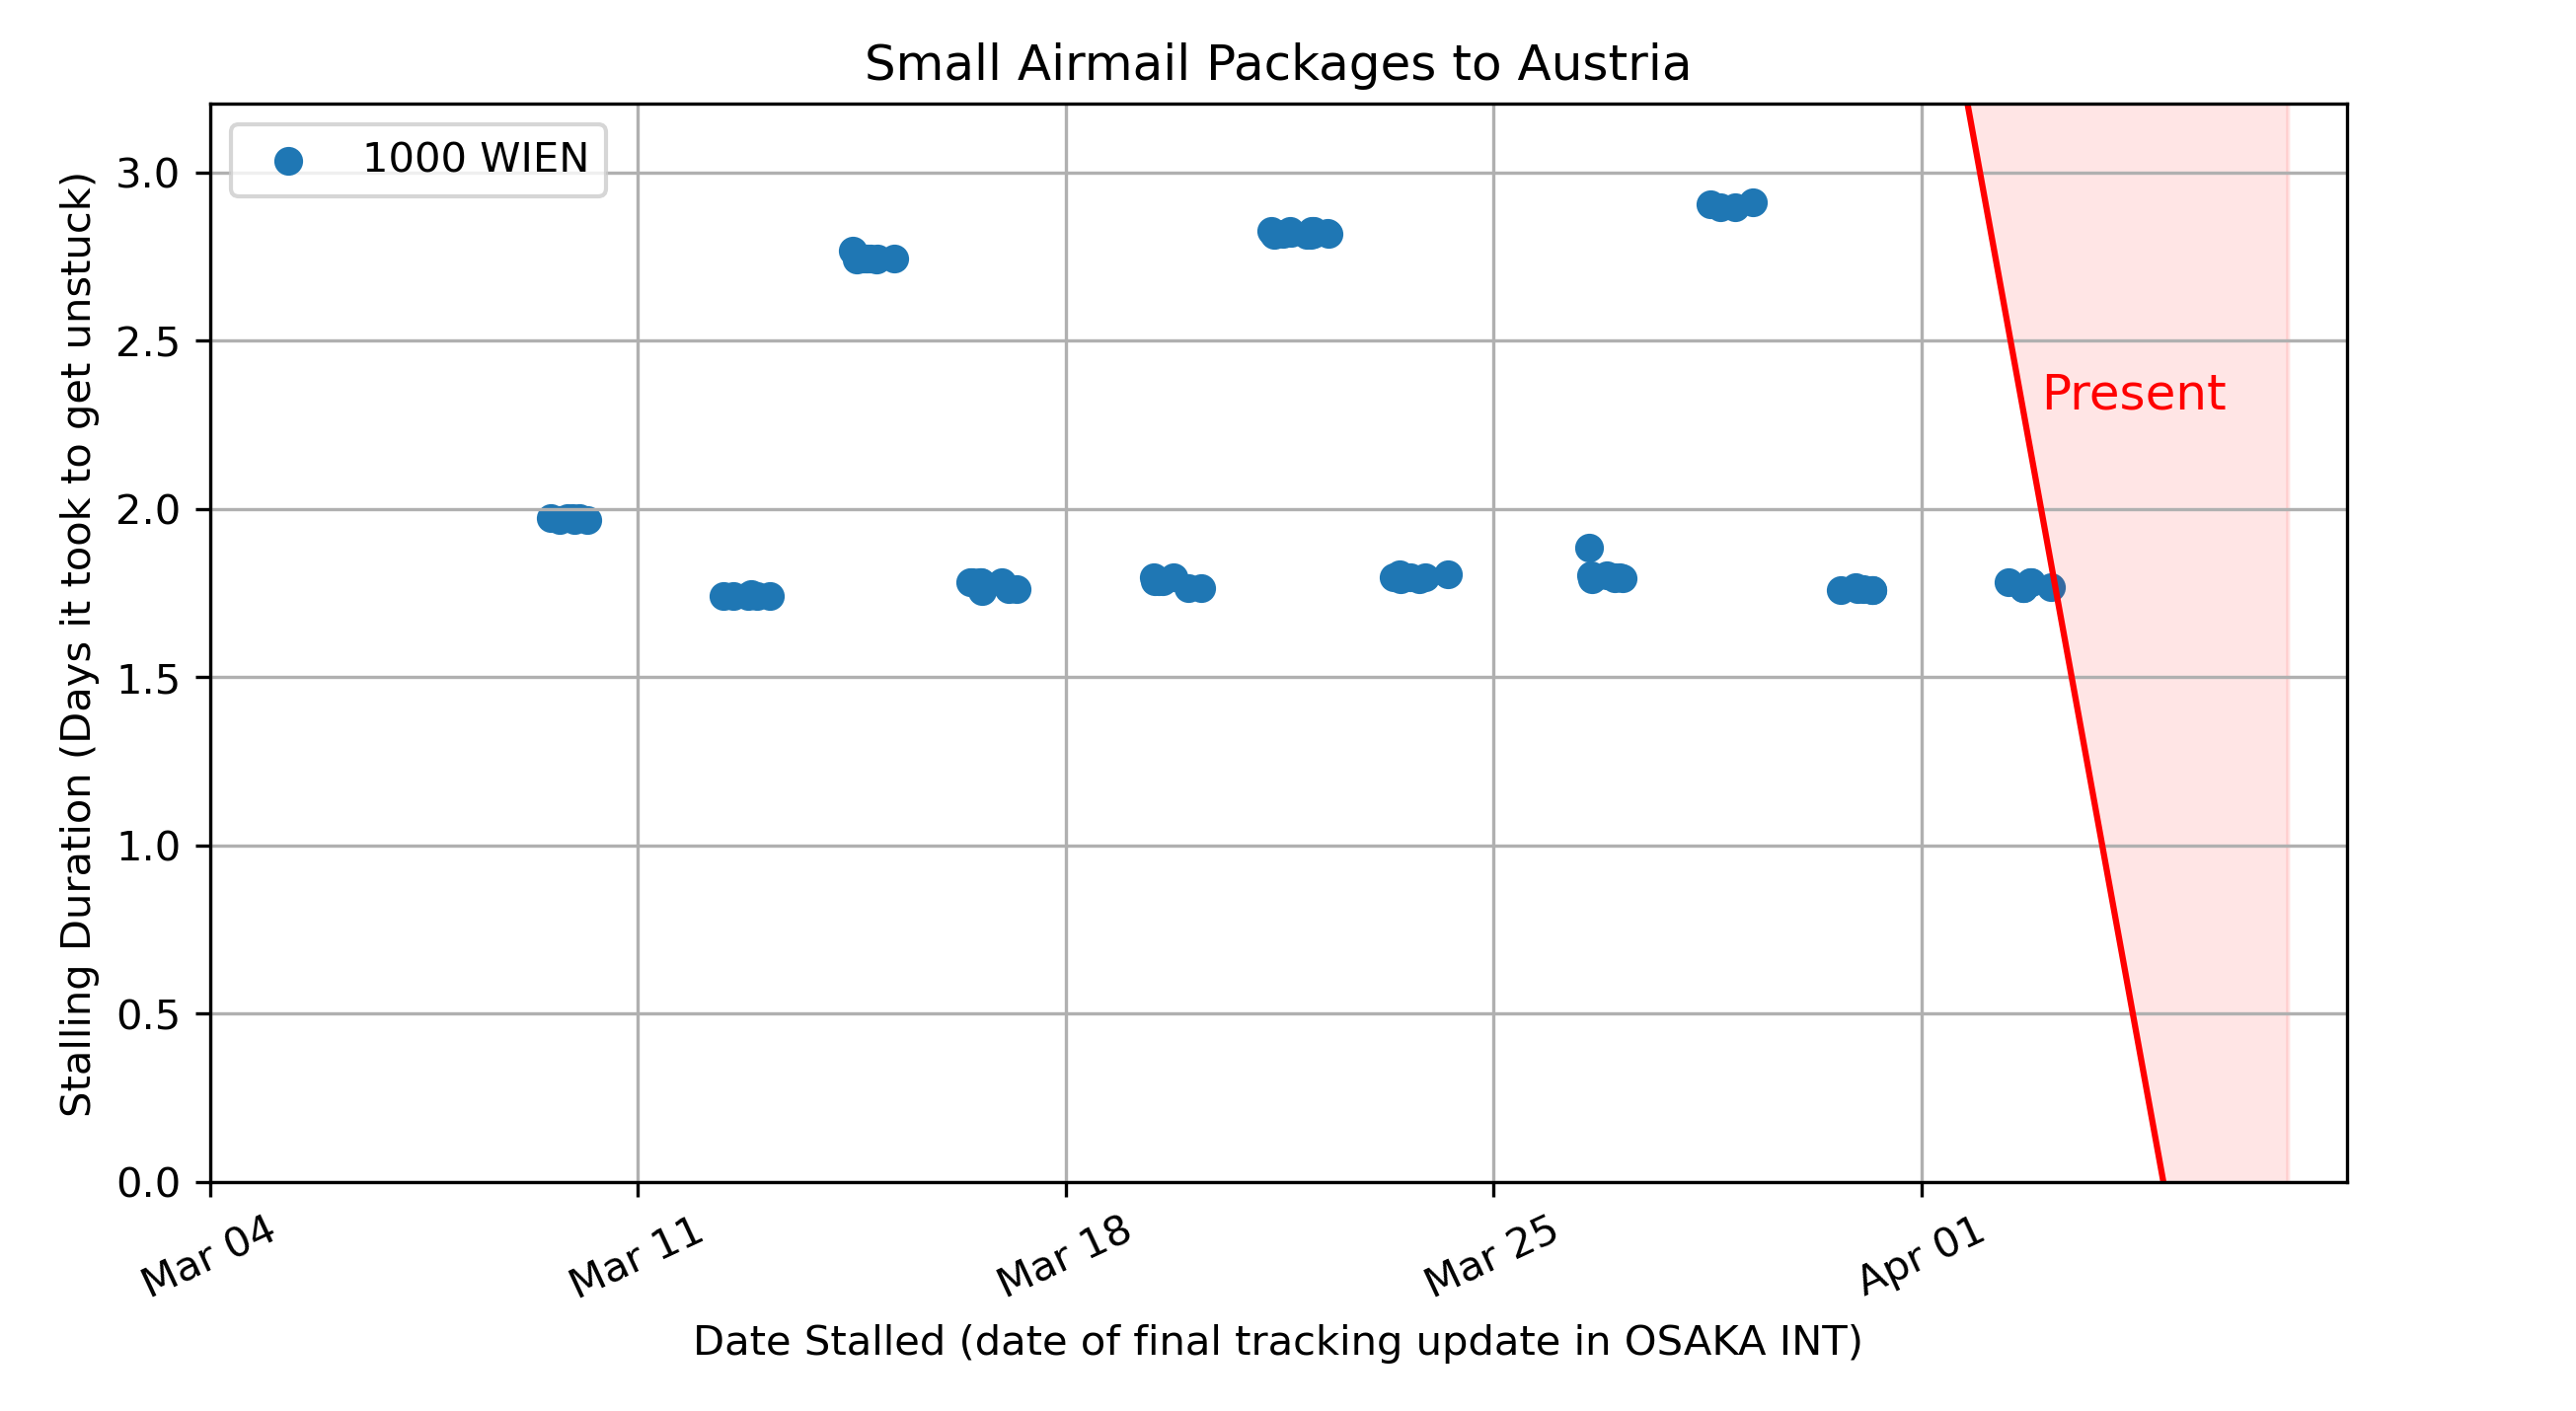 Small Airmail Packages to Austria
1000 WIEN
Stalling Duration (Days it took to get unstuck)
3.0
2.5
2.0
1.5
1.0
0.5
0.0
Present
Mar 04
Mar 11
Mar 18
Mar 25
Apr 01
Date Stalled (date of final tracking update in OSAKA INT)